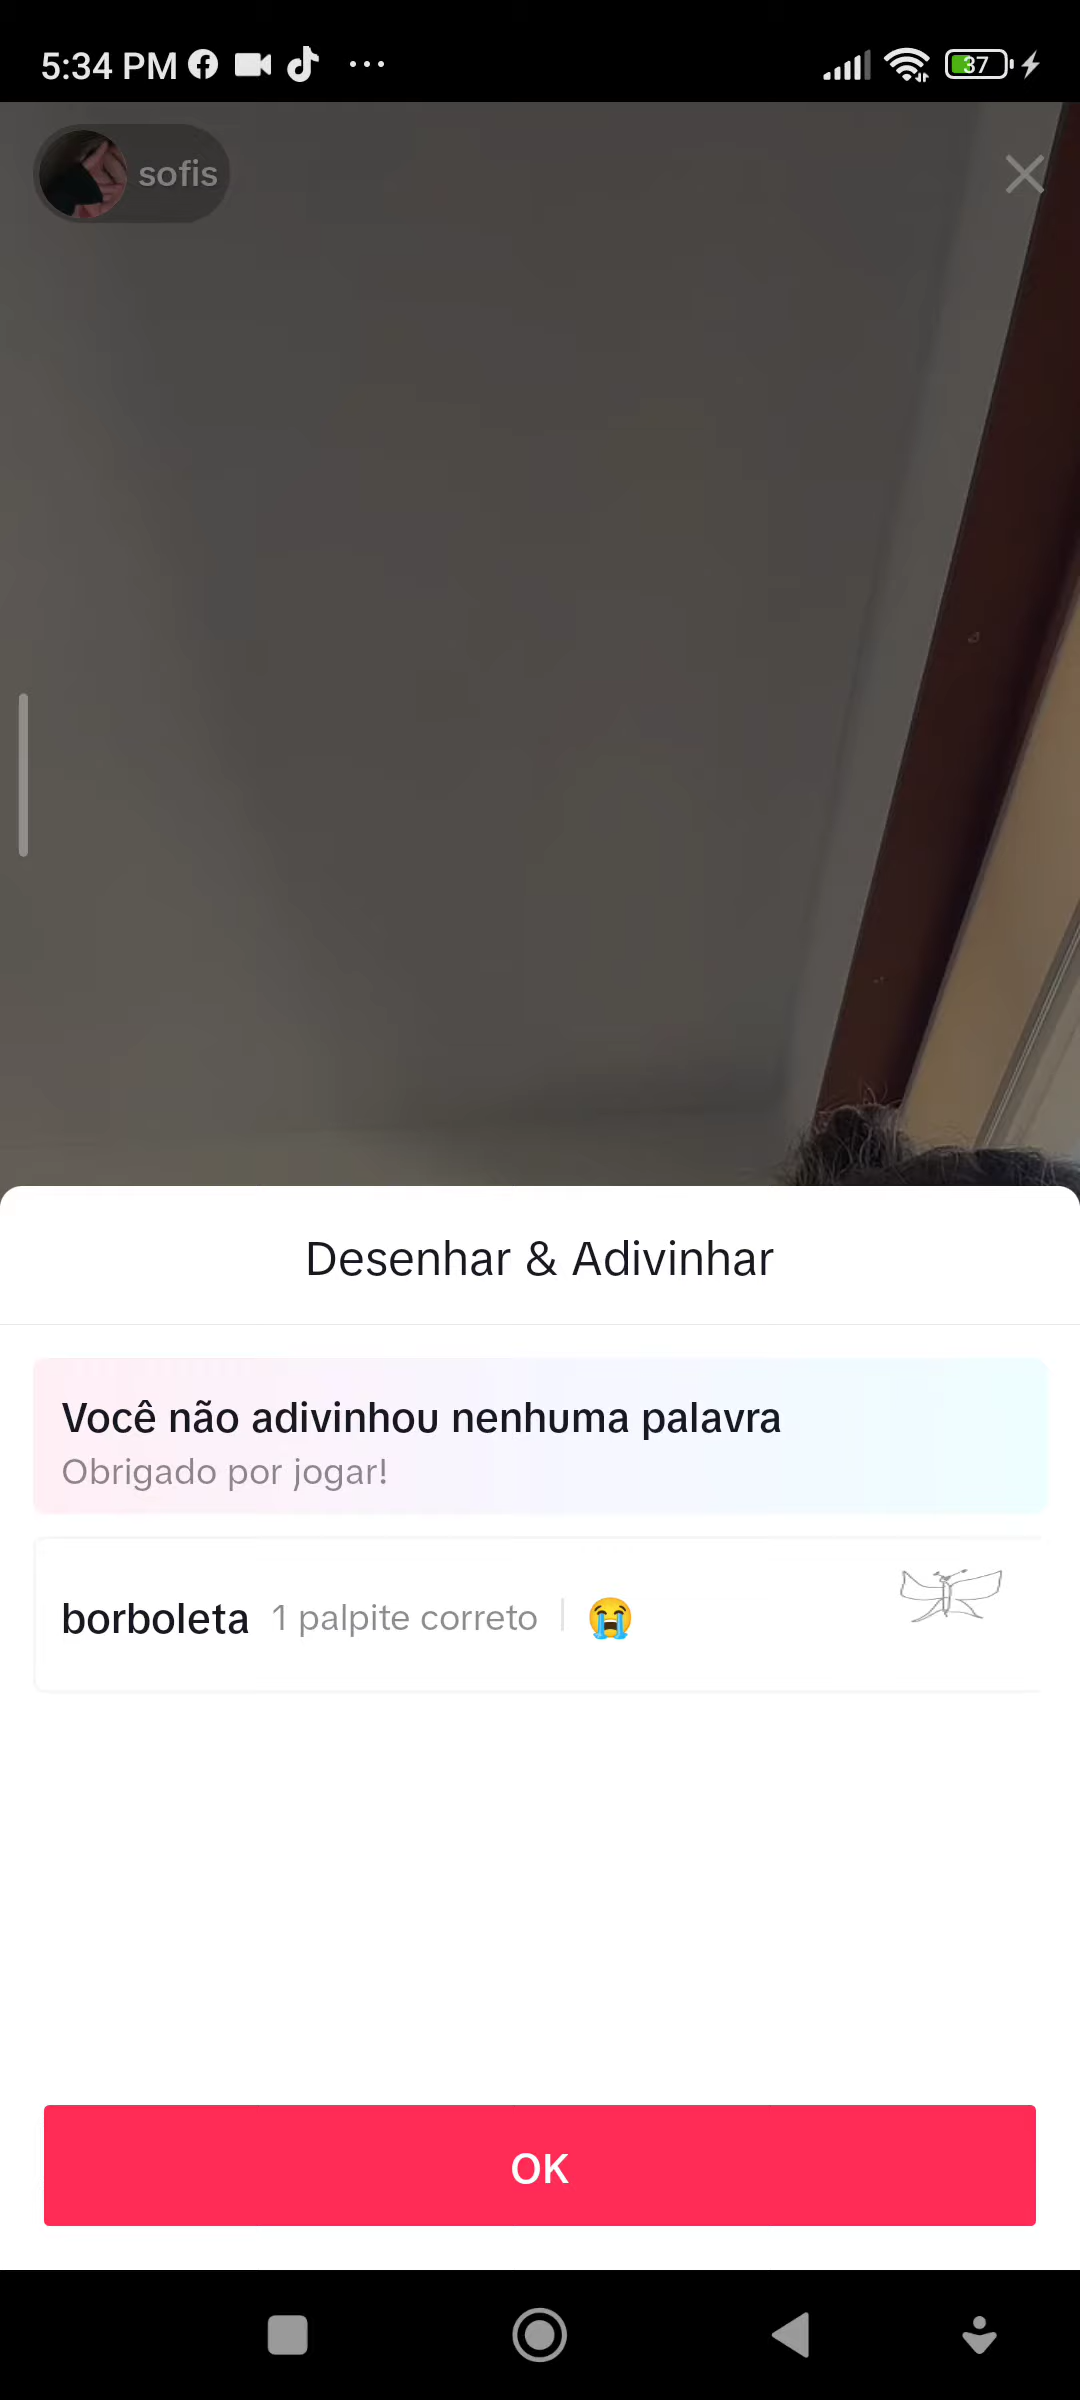 5:34 PM
37
sofis
Desenhar & Adivinhar
Você não adivinhou nenhuma palavra
Obrigado por jogar!
borboleta 1 palpite correto
OK